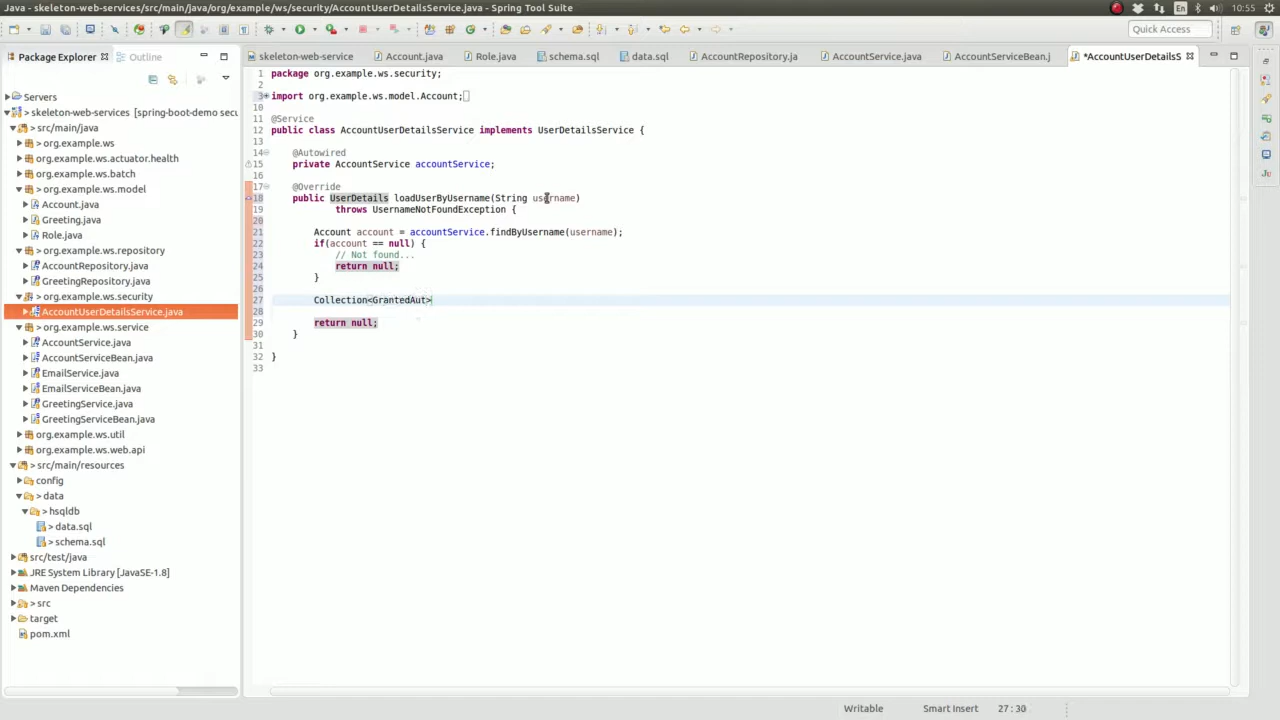 Java - skeleton-web-services/src/main/java/org/example/ws/security/AccountUserDetailsService.java - Spring Tool Suite
En
10:55
Quick Access
Package Explorer
Outline
skeleton-web-service
Account.java
Role.java
schema.sql
data.sql
AccountRepository.ja
AccountService.java
AccountServiceBean.j
*AccountUserDetailsS
Servers
> skeleton-web-services [spring-boot-demo secu
> src/main/java
> org.example.ws
org.example.ws.actuator.health
> org.example.ws.batch
> org.example.ws.model
> Account.java
> Greeting.java
> Role.java
> org.example.ws.repository
> AccountRepository.java
> GreetingRepository.java
> org.example.ws.security
AccountUserDetailsService.java
> org.example.ws.service
AccountService.java
AccountServiceBean.java
EmailService.java
EmailServiceBean.java
> GreetingService.java
> GreetingServiceBean.java
> org.example.ws.util
> org.example.ws.web.api
> src/main/resources
config
> data
> hsqldb
> data.sql
> schema.sql
src/test/java
JRE System Library [JavaSE-1.8]
Maven Dependencies
> src
target
pom.xml
1 package org.example.ws.security;
2
3 import org.example.ws.model.Account;
10
11 @Service
12 public class AccountUserDetailsService implements UserDetailsService {
13
14 @Autowired
15 private AccountService accountService;
16
17 @Override
18 public UserDetails loadUserByUsername(String username)
19 throws UsernameNotFoundException {
20
21 Account account = accountService.findByUsername(username);
22 if(account == null) {
23 // Not found...
24 return null;
25 }
26
27 Collection<GrantedAut>
28
29 return null;
30 }
31
32 }
33
Writable
Smart Insert
27 : 30